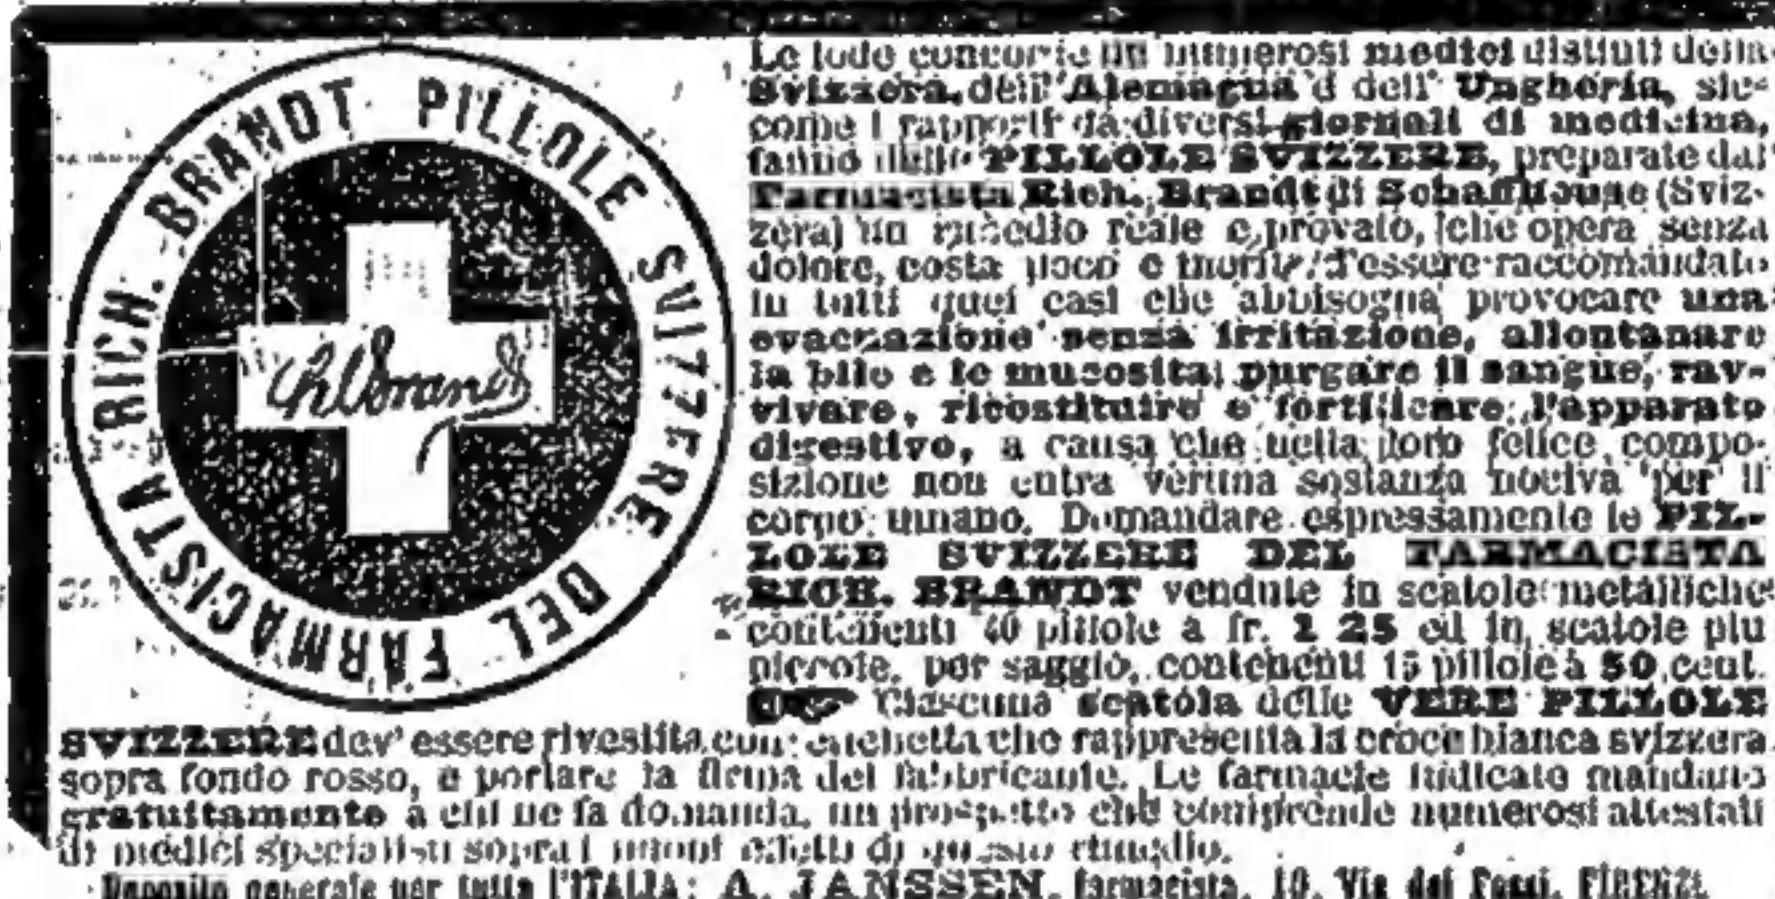 RICH. BRANDT PILLOLE SVIZZERE DEL FARMACISTA
Rich. Brandt
Le lode concorte un numerosi medici distinti della
Svizzera, dell'Alemagna e dell' Ungheria, sic-
come i rapporti da diversi giornali di medicina,
fanno delle PILLOLE SVIZZERE, preparate dal
Farmacista Rich. Brandt di Schaffhouse (Sviz-
zera) un rimedio reale e provato, che opera senza
dolore, costa poco e merita d'essere raccomandato
in tutti quei casi che abbisogna provocare una
evacuazione senza irritazione, allontanare
la bile e le mucosità, purgare il sangue, rav-
vivare, ricostituire e fortificare l'apparato
digestivo, a causa che nella loro felice compo-
sizione non entra veruna sostanza nociva per il
corpo umano. Domandare espressamente le PIL-
LOLE SVIZZERE DEL FARMACISTA
RICH. BRANDT vendute in scatole metalliche
contenenti 40 pillole a fr. 1 25 ed in scatole più
piccole, per saggio, contenenti 15 pillole a 50 cent.
Ciascuna scatola delle VERE PILLOLE
SVIZZERE dev' essere rivestita con etichetta che rappresenta la croce bianca svizzera
sopra fondo rosso, e portare la firma del fabbricante. Le farmacie indicate mandano
gratuitamente a chi ne fa domanda, un prospetto che comprende numerosi attestati
di medici specialisti sopra i buoni effetti di questo rimedio.
Deposito generale per tutta l'ITALIA: A. JANSSEN, farmacista, 10, Via dei Fossi, FIRENZE